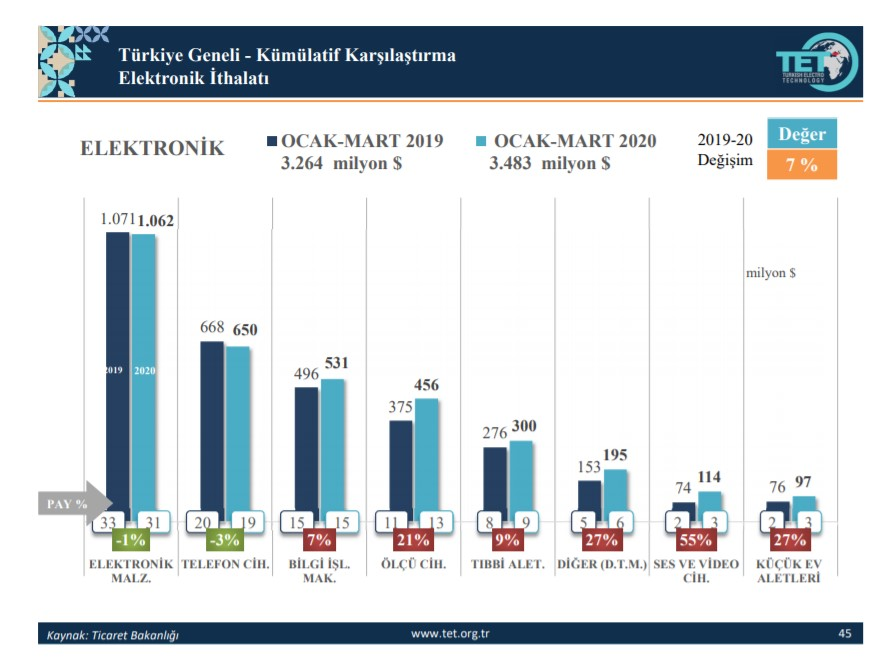 Türkiye Geneli - Kümülatif Karşılaştırma
Elektronik İthalatı
TET
TURKISH ELECTRO
TECHNOLOGY
ELEKTRONİK
OCAK-MART 2019
3.264 milyon $
OCAK-MART 2020
3.483 milyon $
2019-20
Değişim
Değer
7 %
milyon $
1.071 1.062
668 650
496 531
375 456
276 300
153 195
74 114
76 97
2019 2020
PAY %
33 31 20 19 15 15 11 13 8 9 5 6 2 3 2 3
-1% -3% 7% 21% 9% 27% 55% 27%
ELEKTRONİK
MALZ.
TELEFON CİH.
BİLGİ İŞL.
MAK.
ÖLÇÜ CİH.
TIBBİ ALET.
DİĞER (D.T.M.)
SES VE VİDEO
CİH.
KÜÇÜK EV
ALETLERİ
Kaynak: Ticaret Bakanlığı
www.tet.org.tr
45